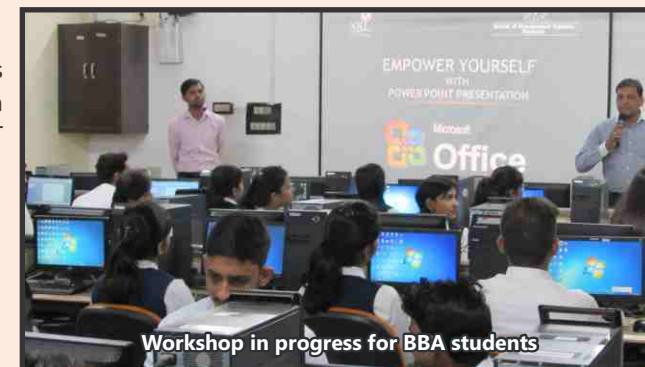 EMPOWER YOURSELF
WITH
POWER POINT PRESENTATION
Microsoft
Office
Workshop in progress for BBA students